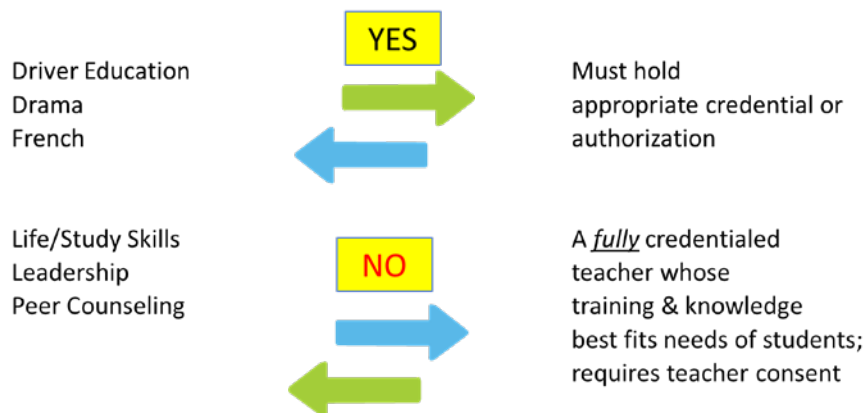 YES
Driver Education
Drama
French
Must hold
appropriate credential or
authorization
Life/Study Skills
Leadership
Peer Counseling
NO
A fully credentialed
teacher whose
training & knowledge
best fits needs of students;
requires teacher consent